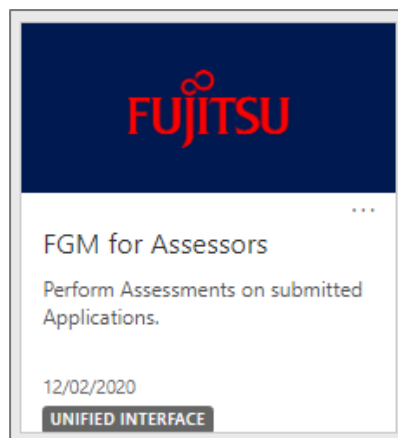 FUJITSU
...
FGM for Assessors
Perform Assessments on submitted
Applications.
12/02/2020
UNIFIED INTERFACE